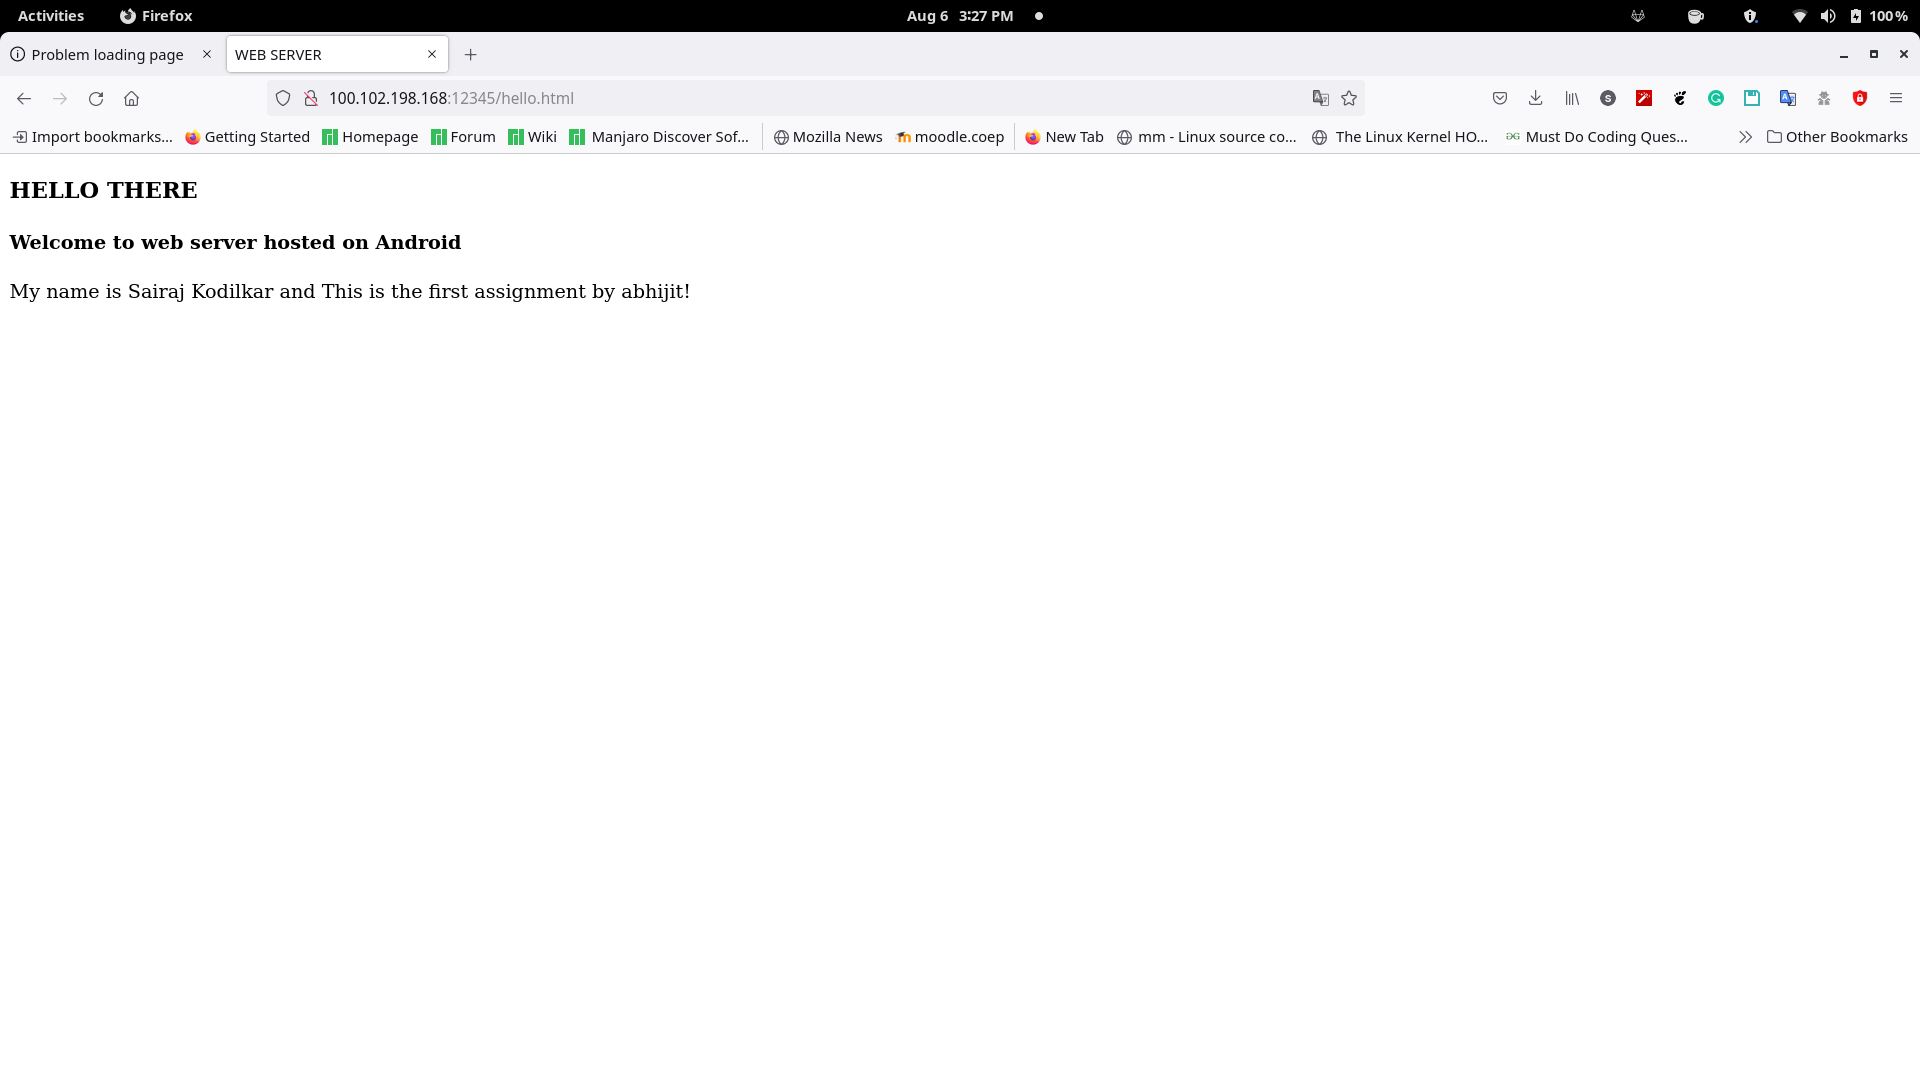 Activities Firefox Aug 6 3:27 PM 100 %
Problem loading page WEB SERVER
100.102.198.168:12345/hello.html
Import bookmarks... Getting Started Homepage Forum Wiki Manjaro Discover Sof... Mozilla News moodle.coep New Tab mm - Linux source co... The Linux Kernel HO... Must Do Coding Ques... Other Bookmarks
HELLO THERE
Welcome to web server hosted on Android
My name is Sairaj Kodilkar and This is the first assignment by abhijit!